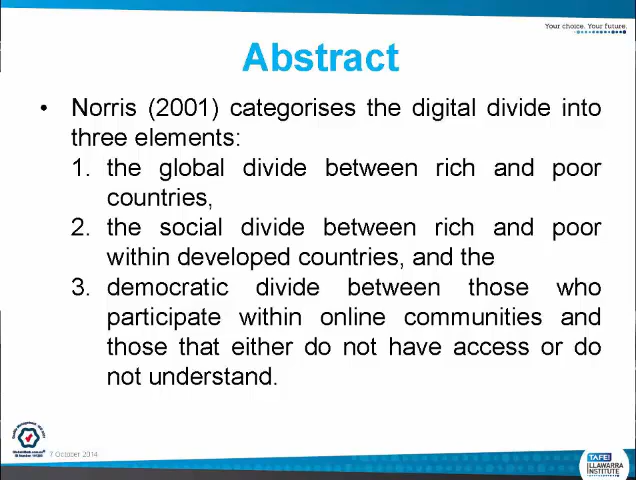 Your choice. Your future.
Abstract
• Norris (2001) categorises the digital divide into
three elements:
1. the global divide between rich and poor
countries,
2. the social divide between rich and poor
within developed countries, and the
3. democratic divide between those who
participate within online communities and
those that either do not have access or do
not understand.
7 October 2014
TAFE
ILLAWARRA
INSTITUTE